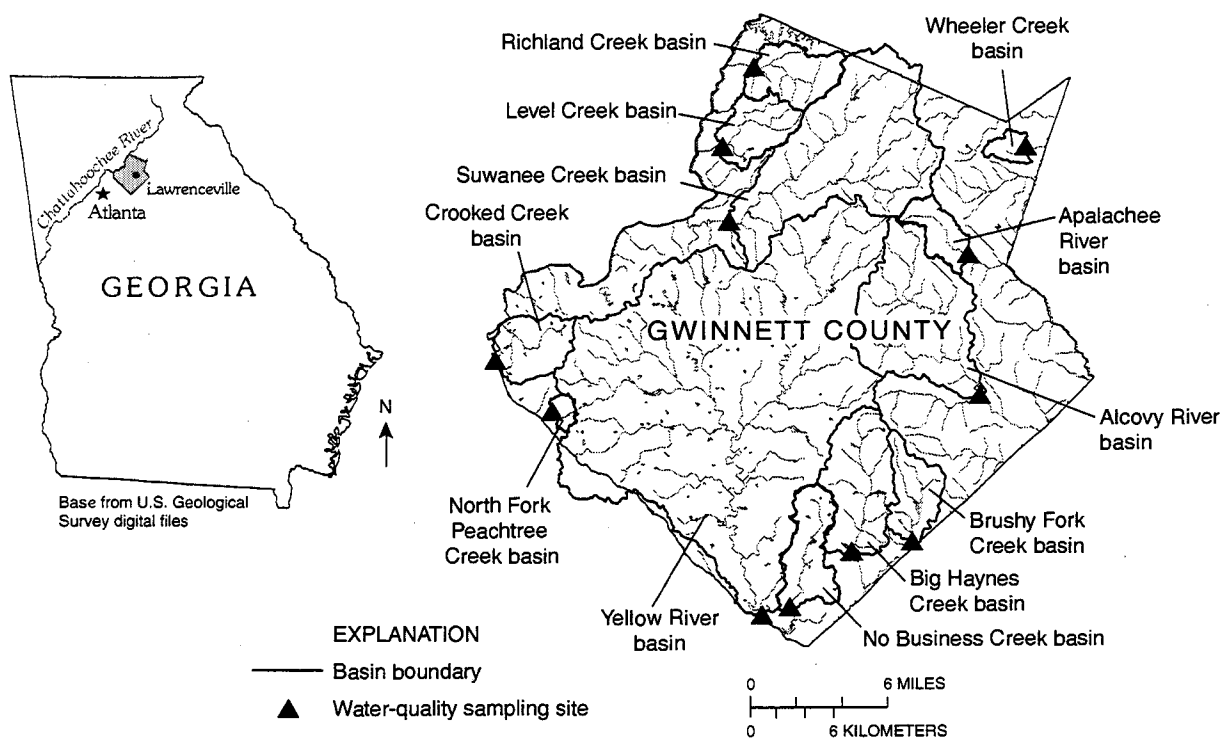 Chattahoochee River
Lawrenceville
Atlanta
GEORGIA
N
Base from U.S. Geological
Survey digital files
Richland Creek basin
Wheeler Creek
basin
Level Creek basin
Suwanee Creek basin
Crooked Creek
basin
Apalachee
River
basin
GWINNETT COUNTY
Alcovy River
basin
North Fork
Peachtree
Creek basin
Brushy Fork
Creek basin
Big Haynes
Creek basin
Yellow River
basin
No Business Creek basin
EXPLANATION
Basin boundary
Water-quality sampling site
0 6 MILES
0 6 KILOMETERS